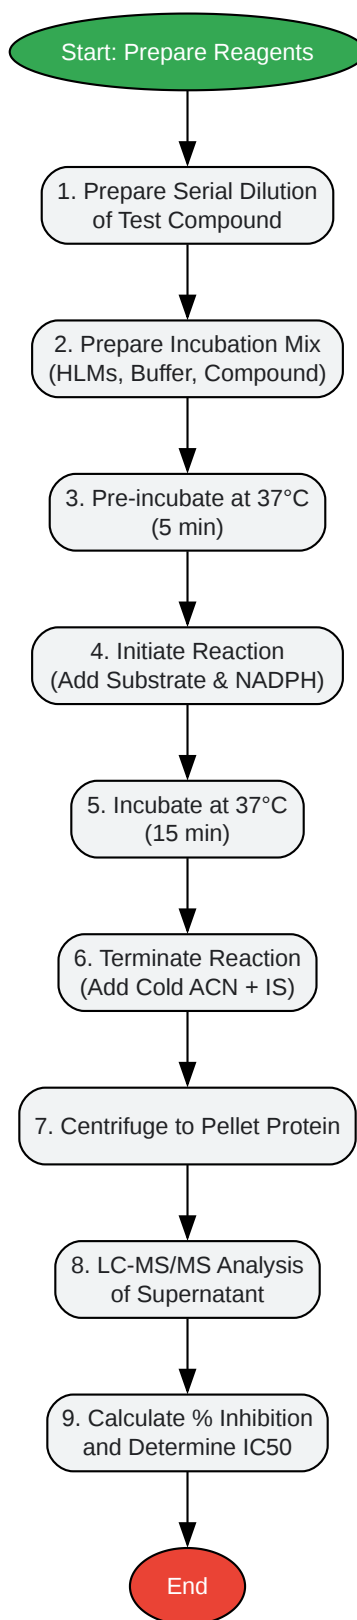 Start: Prepare Reagents
1. Prepare Serial Dilution
of Test Compound
2. Prepare Incubation Mix
(HLMs, Buffer, Compound)
3. Pre-incubate at 37°C
(5 min)
4. Initiate Reaction
(Add Substrate & NADPH)
5. Incubate at 37°C
(15 min)
6. Terminate Reaction
(Add Cold ACN + IS)
7. Centrifuge to Pellet Protein
8. LC-MS/MS Analysis
of Supernatant
9. Calculate % Inhibition
and Determine IC50
End